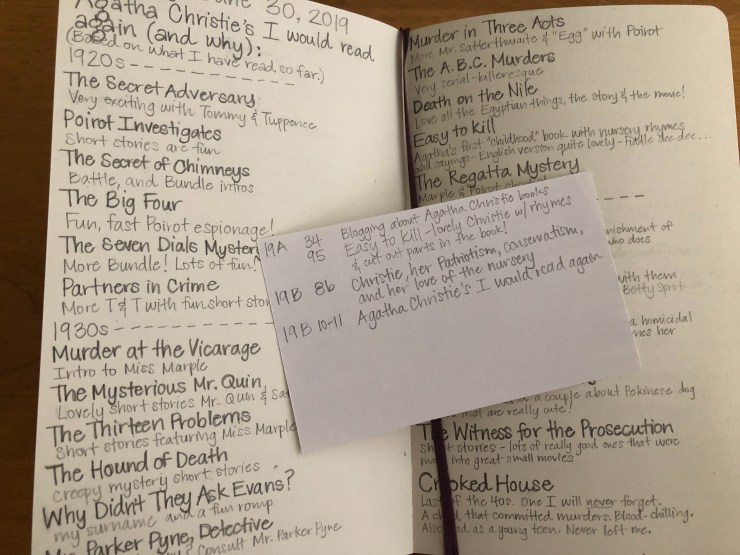 June 30, 2019
Agatha Christie's I would read
again (and why):
(Based on what I have read so far.)
1920s
The Secret Adversary
Very exciting with Tommy & Tuppence
Poirot Investigates
Short stories are fun
The Secret of Chimneys
Battle, and Bundle intros
The Big Four
Fun, fast Poirot espionage!
The Seven Dials Mystery
More Bundle! Lots of fun!
Partners in Crime
More T & T with fun short
1930s
Murder at the Vicarage
Intro to Miss Marple
The Mysterious Mr. Quin
Lovely short stories Mr. Quin &
The Thirteen Problems
Short stories featuring Miss Marple
The Hound of Death
creepy mystery short stories
Why Didn't They Ask Evans?
my surname and a fun romp
Parker Pyne, Detective
Consult Mr. Parker Pyne
Murder in Three Acts
More Mr. Satterthwaite & "Egg" with Poirot
The A.B.C. Murders
Very serial-killeresque
Death on the Nile
Love all the Egyptian things, the story & the movie!
Easy to Kill
Agatha's first "childhood" book with nursery rhymes
and sayings - English version quite lovely - fiddle dee dee...
The Regatta Mystery
Marple & Poirot
19A 34 Blogging about Agatha Christie books
95 Easy to Kill - lovely Christie w/ rhymes
& cut out parts in the book!
19B 86 Christie, her Patriotism, conservatism,
and her love of the nursery
19B 10-11 Agatha Christie's I would read again
who does
with them
a homicidal
her
a couple about Pekinese dog
that are really cute!
The Witness for the Prosecution
Short stories - lots of really good ones that were
made into great small movies
Crooked House
Last of the 40s. One I will never forget.
A child that committed murders. Blood-chilling.
Also read as a young teen. Never left me.